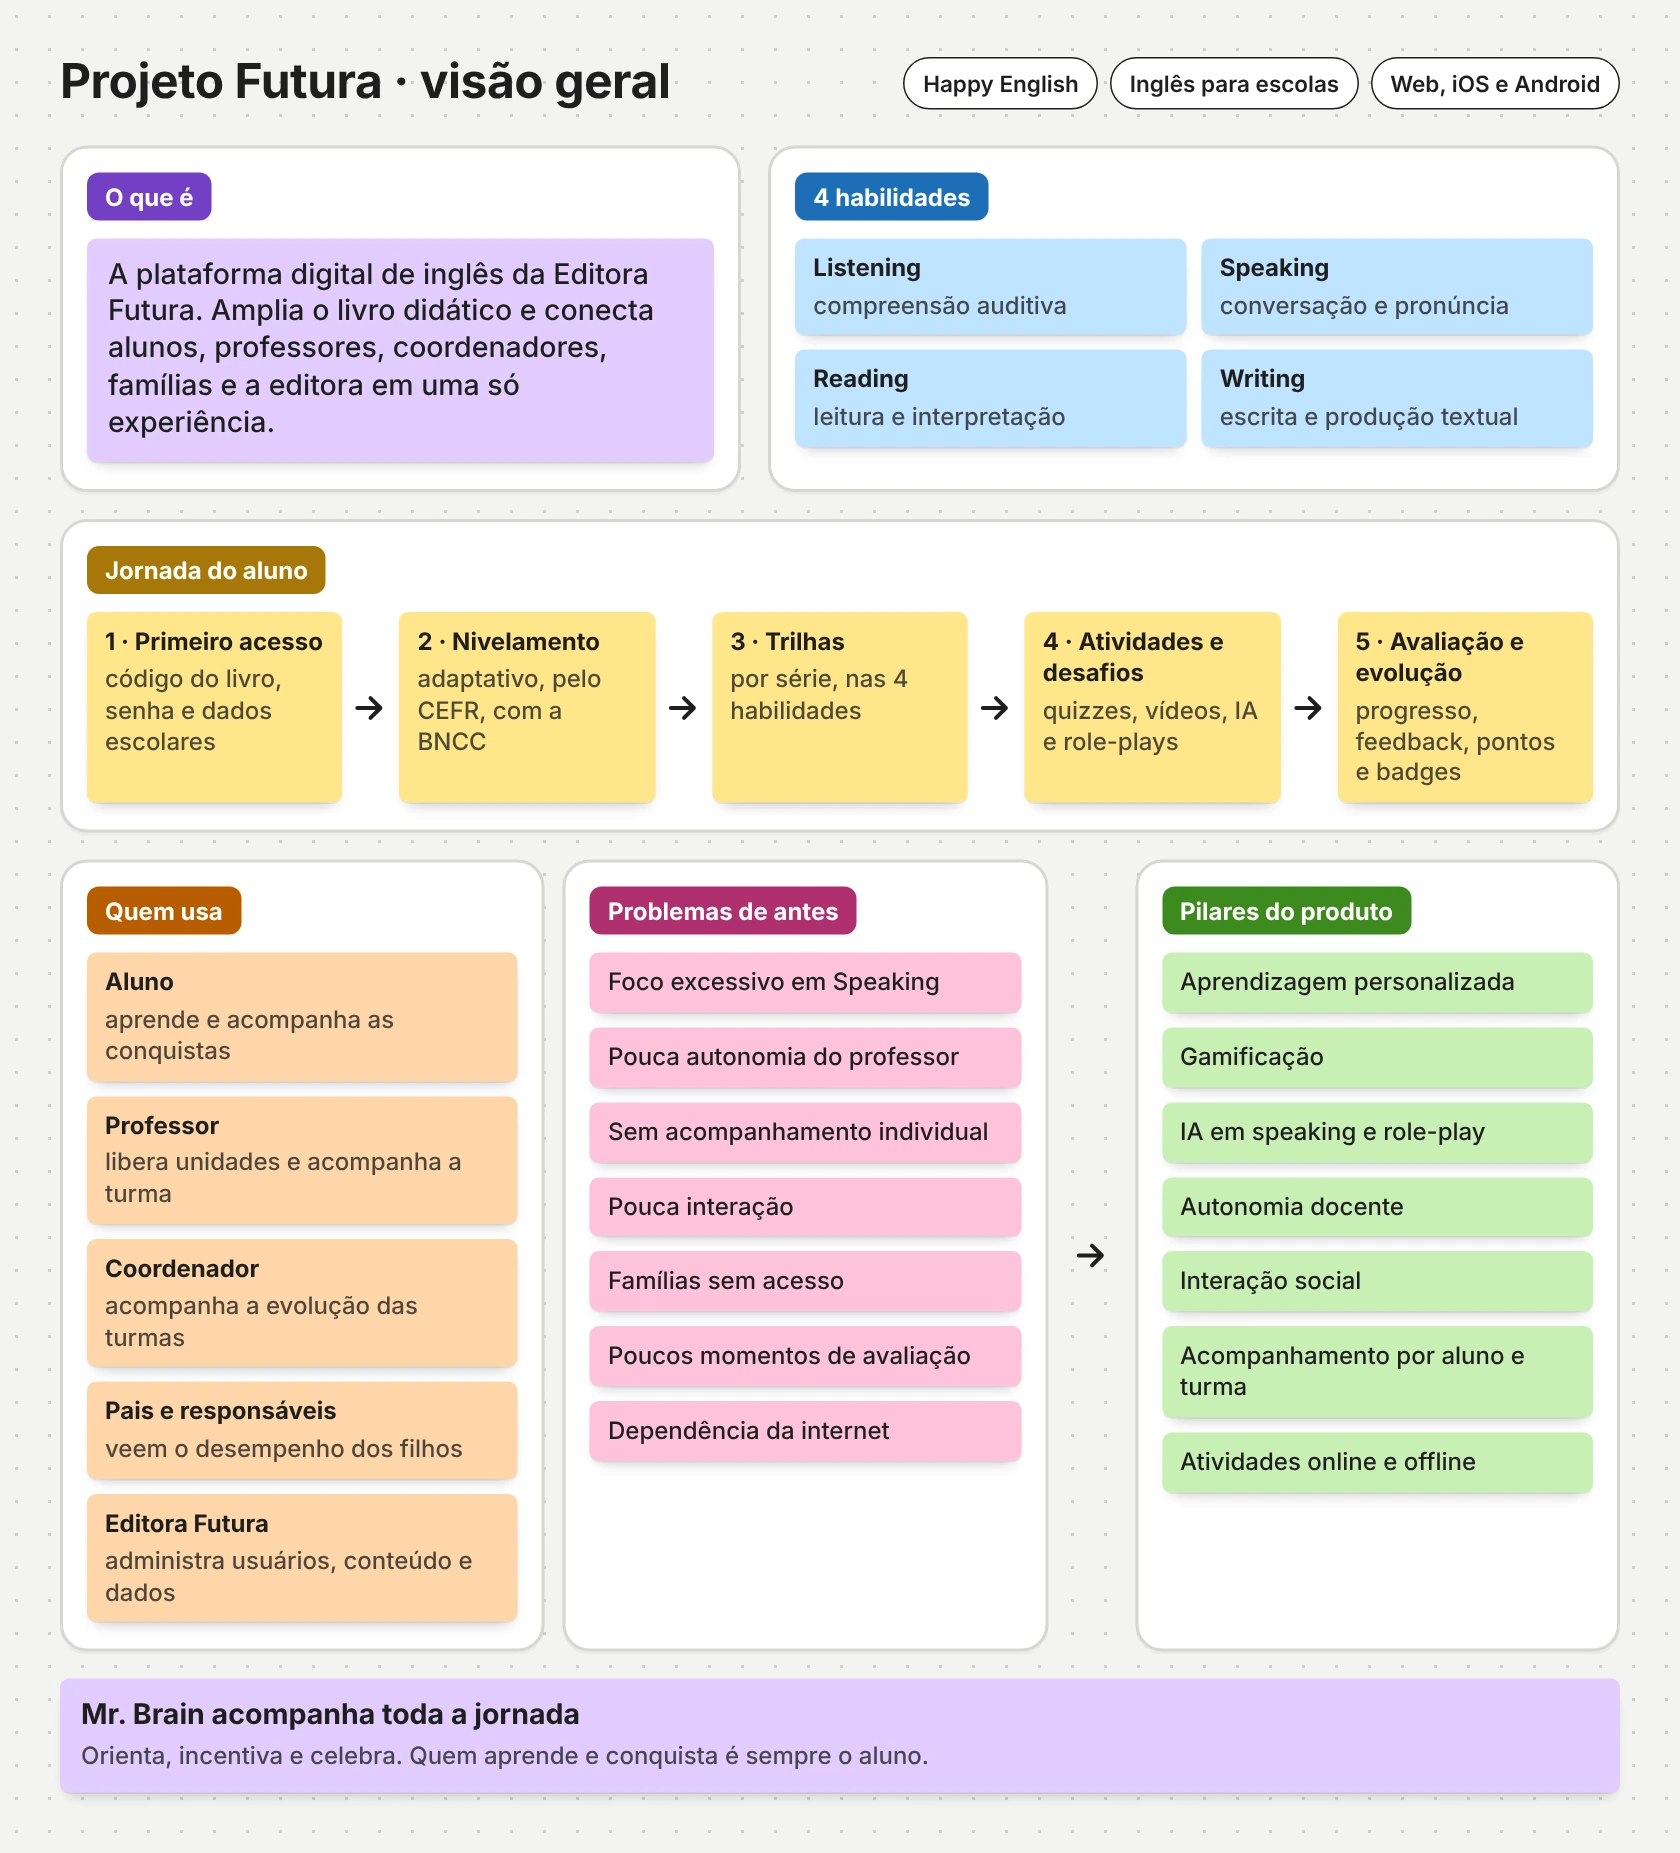 Projeto Futura · visão geral
Happy English
Inglês para escolas
Web, iOS e Android
O que é
A plataforma digital de inglês da Editora
Futura. Amplia o livro didático e conecta
alunos, professores, coordenadores,
famílias e a editora em uma só
experiência.
4 habilidades
Listening
compreensão auditiva
Speaking
conversação e pronúncia
Reading
leitura e interpretação
Writing
escrita e produção textual
Jornada do aluno
1 · Primeiro acesso
código do livro,
senha e dados
escolares
2 · Nivelamento
adaptativo, pelo
CEFR, com a
BNCC
3 · Trilhas
por série, nas 4
habilidades
4 · Atividades e
desafios
quizzes, vídeos, IA
e role-plays
5 · Avaliação e
evolução
progresso,
feedback, pontos
e badges
Quem usa
Aluno
aprende e acompanha as
conquistas
Professor
libera unidades e acompanha a
turma
Coordenador
acompanha a evolução das
turmas
Pais e responsáveis
veem o desempenho dos filhos
Editora Futura
administra usuários, conteúdo e
dados
Problemas de antes
Foco excessivo em Speaking
Pouca autonomia do professor
Sem acompanhamento individual
Pouca interação
Famílias sem acesso
Poucos momentos de avaliação
Dependência da internet
Pilares do produto
Aprendizagem personalizada
Gamificação
IA em speaking e role-play
Autonomia docente
Interação social
Acompanhamento por aluno e
turma
Atividades online e offline
Mr. Brain acompanha toda a jornada
Orienta, incentiva e celebra. Quem aprende e conquista é sempre o aluno.